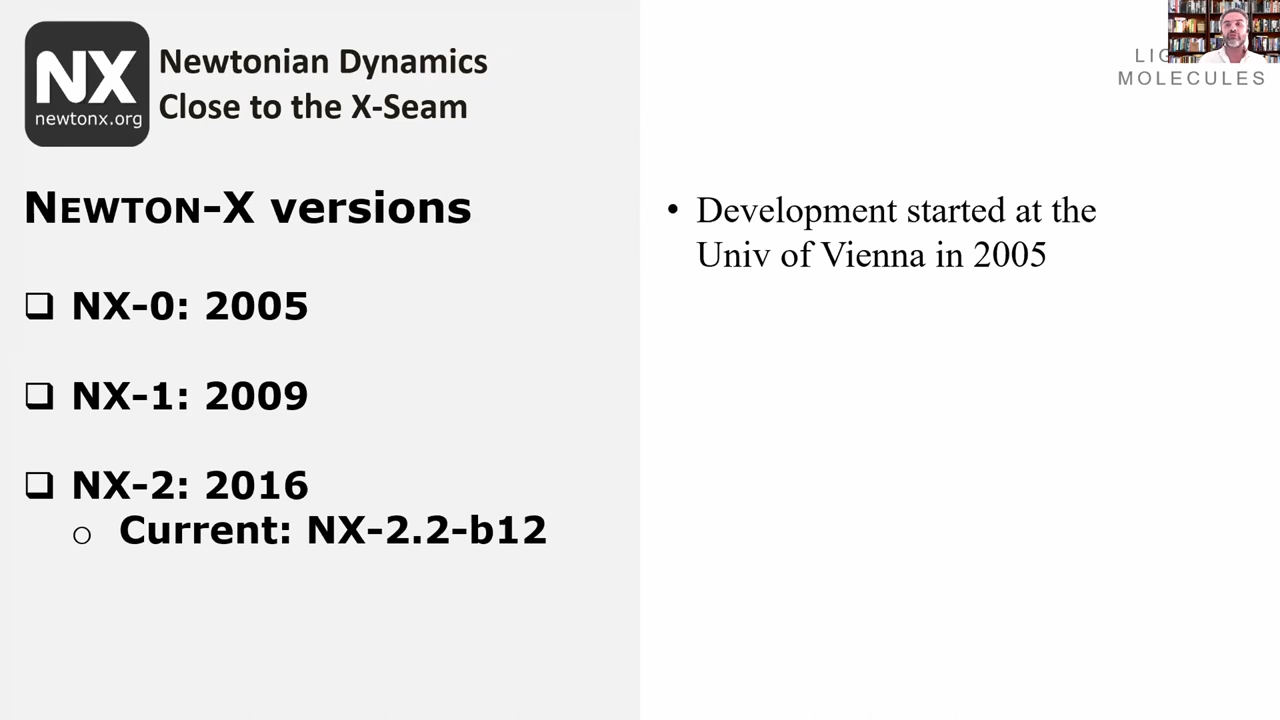 NX
newtonx.org
Newtonian Dynamics
Close to the X-Seam
NEWTON-X versions
❑ NX-0: 2005
❑ NX-1: 2009
❑ NX-2: 2016
○ Current: NX-2.2-b12
• Development started at the
Univ of Vienna in 2005
MOLECULES